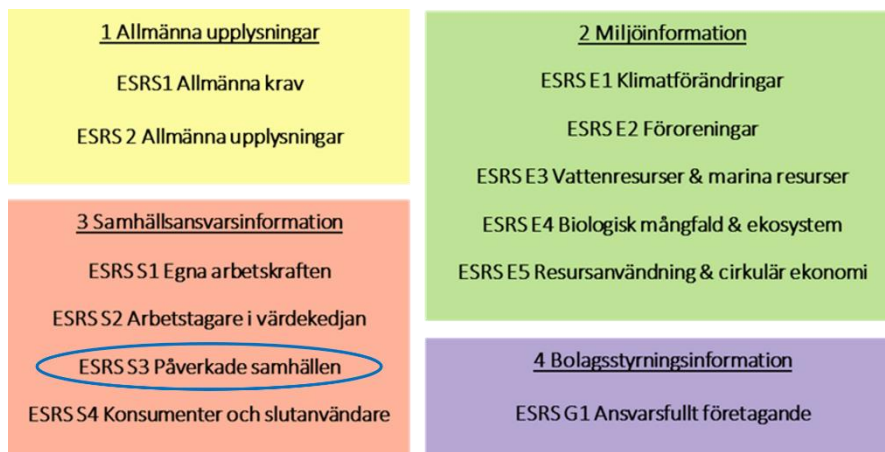 1 Allmänna upplysningar
ESRS1 Allmänna krav
ESRS 2 Allmänna upplysningar
2 Miljöinformation
ESRS E1 Klimatförändringar
ESRS E2 Föroreningar
ESRS E3 Vattenresurser & marina resurser
ESRS E4 Biologisk mångfald & ekosystem
ESRS E5 Resursanvändning & cirkulär ekonomi
3 Samhällsansvarsinformation
ESRS S1 Egna arbetskraften
ESRS S2 Arbetstagare i värdekedjan
ESRS S3 Påverkade samhällen
ESRS S4 Konsumenter och slutanvändare
4 Bolagsstyrningsinformation
ESRS G1 Ansvarsfullt företagande